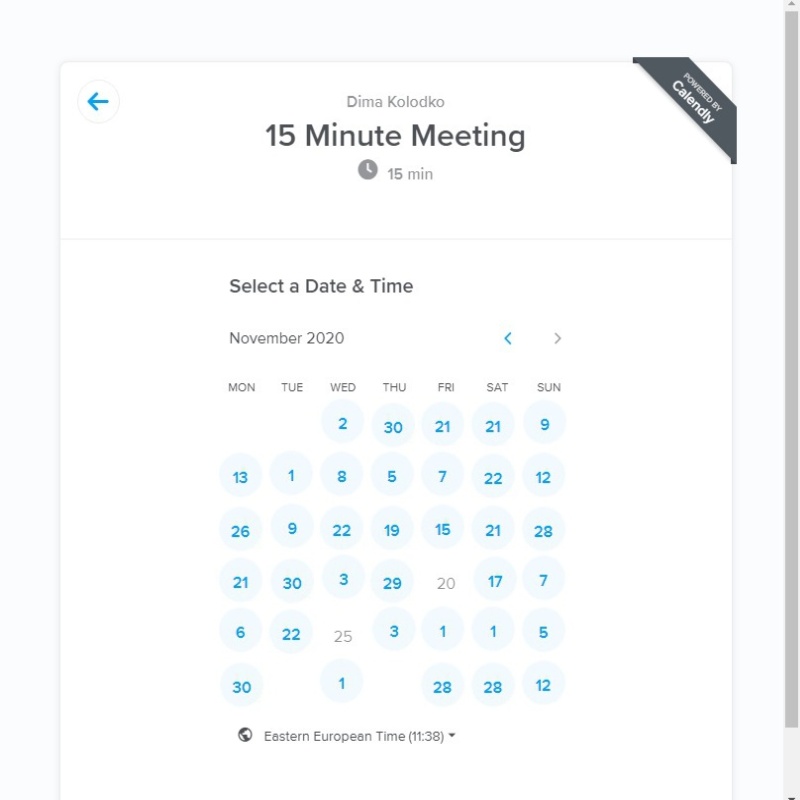 POWERED BY
Calendly
Dima Kolodko
15 Minute Meeting
15 min
Select a Date & Time
November 2020
MON TUE WED THU FRI SAT SUN
2 30 21 21 9
13 1 8 5 7 22 12
26 9 22 19 15 21 28
21 30 3 29 20 17 7
6 22 25 3 1 1 5
30 1 28 28 12
Eastern European Time (11:38)